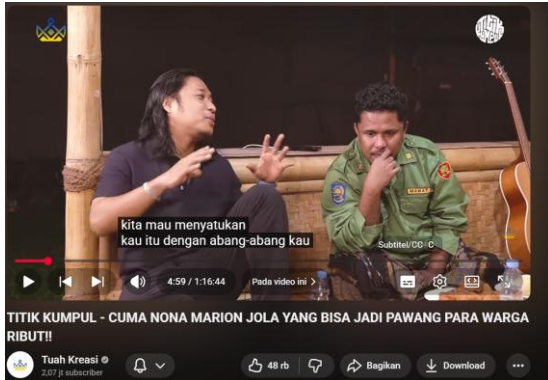 kita mau menyatukan
kau itu dengan abang-abang kau
Subtitel/CC C
4:59 / 1:16:44 Pada video ini >
TITIK KUMPUL - CUMA NONA MARION JOLA YANG BISA JADI PAWANG PARA WARGA
RIBUT!!
Tuah Kreasi
2,07 jt subscriber
48 rb
Bagikan
Download